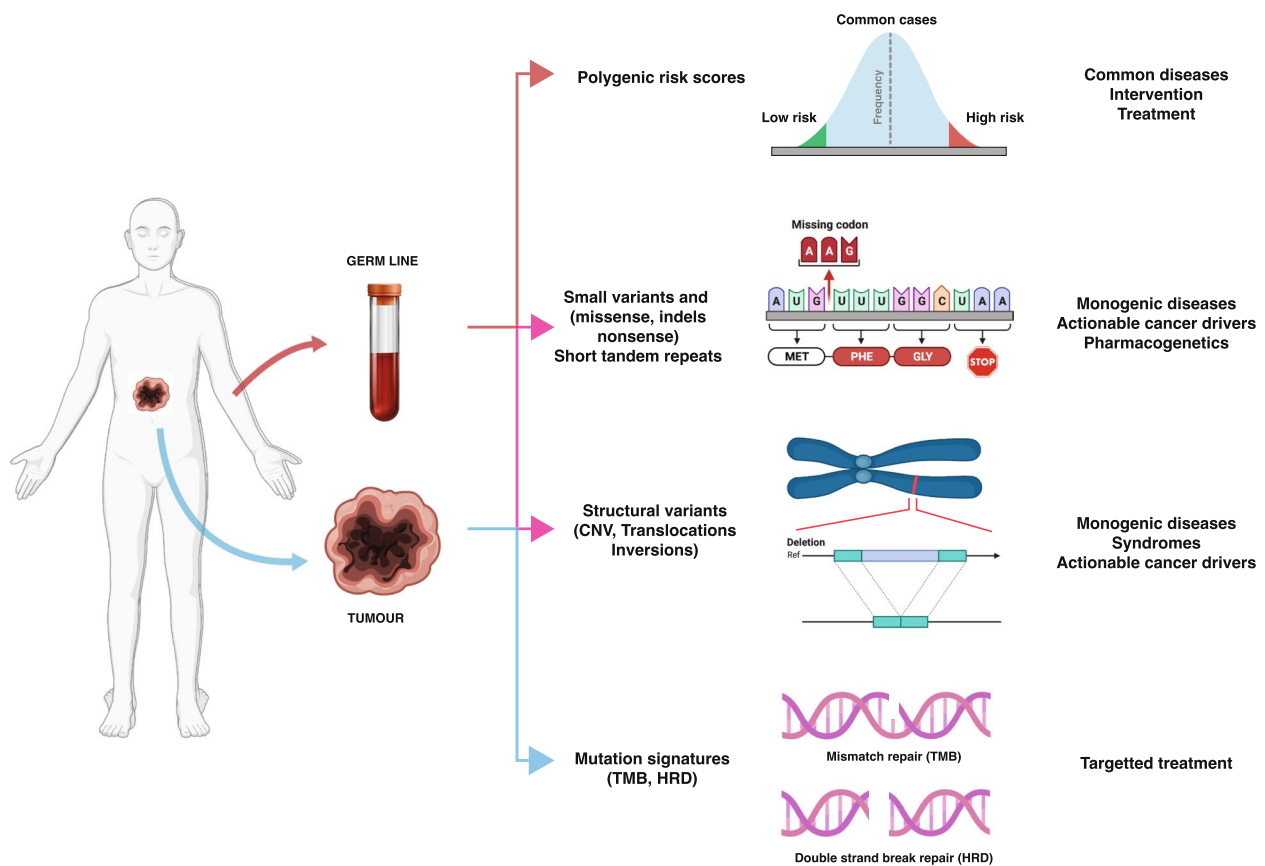 Common cases
Polygenic risk scores
Frequency
Low risk
High risk
Common diseases
Intervention
Treatment
GERM LINE
Missing codon
A A G
Small variants and
(missense, indels
nonsense)
Short tandem repeats
A U G U U U G G C U A A
MET PHE GLY STOP
Monogenic diseases
Actionable cancer drivers
Pharmacogenetics
TUMOUR
Structural variants
(CNV, Translocations
Inversions)
Deletion
Ref
Monogenic diseases
Syndromes
Actionable cancer drivers
Mutation signatures
(TMB, HRD)
Mismatch repair (TMB)
Double strand break repair (HRD)
Targetted treatment